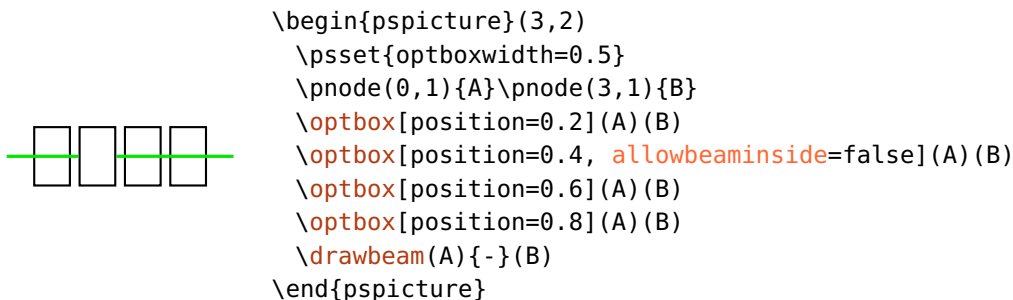 \begin{pspicture}(3,2)
\psset{optboxwidth=0.5}
\pnode(0,1){A}\pnode(3,1){B}
\optbox[position=0.2](A)(B)
\optbox[position=0.4, allowbeaminside=false](A)(B)
\optbox[position=0.6](A)(B)
\optbox[position=0.8](A)(B)
\drawbeam(A){-}(B)
\end{pspicture}